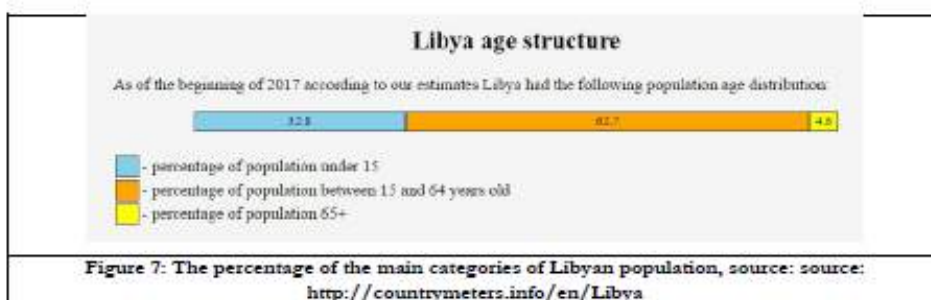 Libya age structure
As of the beginning of 2017 according to our estimates Libya had the following population age distribution:
32.8 62.7 4.6
- percentage of population under 15
- percentage of population between 15 and 64 years old
- percentage of population 65+
Figure 7: The percentage of the main categories of Libyan population, source: source:
http://countrymeters.info/en/Libya